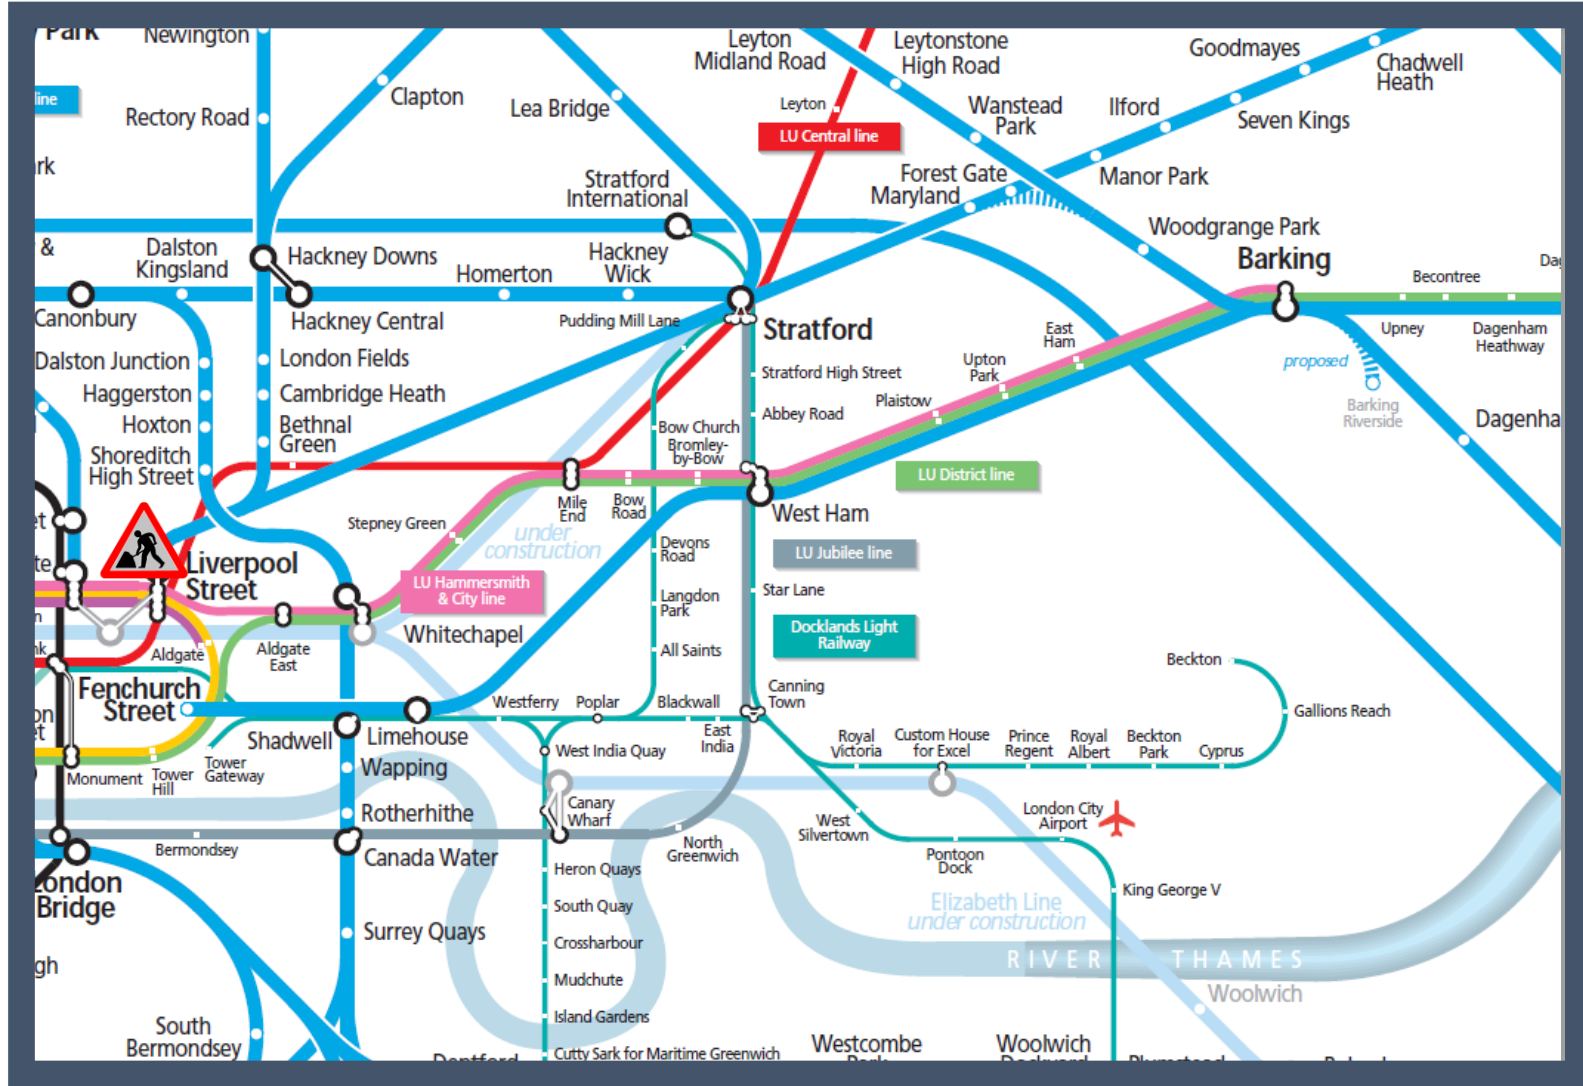 Park
Newington
line
Rectory Road
Clapton
Lea Bridge
Leyton
Midland Road
Leytonstone
High Road
Leyton
LU Central line
Wanstead
Park
Ilford
Goodmayes
Chadwell
Heath
Seven Kings
Manor Park
Forest Gate
Maryland
Woodgrange Park
Barking
Stratford
International
&
Dalston
Kingsland
Hackney Downs
Homerton
Hackney
Wick
Becontree
Canonbury
Hackney Central
Pudding Mill Lane
Stratford
East
Ham
Upney
Dagenham
Heathway
Dalston Junction
London Fields
Stratford High Street
Upton
Park
proposed
Haggerston
Cambridge Heath
Abbey Road
Plaistow
Barking
Riverside
Hoxton
Bethnal
Green
Bow Church
Bromley-
by-Bow
Dagenha
Shoreditch
High Street
LU District line
Mile
End
Bow
Road
West Ham
Stepney Green
under
construction
Devons
Road
LU Jubilee line
Liverpool
Street
LU Hammersmith
& City line
Langdon
Park
Star Lane
Whitechapel
Docklands Light
Railway
Aldgate
Aldgate
East
All Saints
Beckton
Fenchurch
Street
Westferry
Poplar
Blackwall
Canning
Town
Gallions Reach
Shadwell
Limehouse
West India Quay
East
India
Royal
Victoria
Custom House
for Excel
Prince
Regent
Royal
Albert
Beckton
Park
Cyprus
Monument
Tower
Hill
Tower
Gateway
Wapping
Rotherhithe
Canary
Wharf
West
Silvertown
London City
Airport
Bermondsey
Canada Water
North
Greenwich
Pontoon
Dock
London
Bridge
Heron Quays
King George V
Surrey Quays
South Quay
Elizabeth Line
under construction
Crossharbour
RIVER THAMES
Mudchute
Woolwich
South
Bermondsey
Island Gardens
Cutty Sark for Maritime Greenwich
Westcombe
Park
Woolwich
Dockyard
Plumstead
Deptford